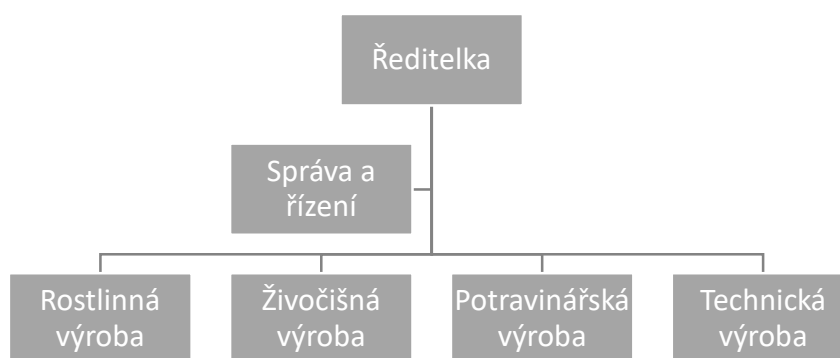 Ředitelka
Správa a
řízení
Rostlinná
výroba
Živočišná
výroba
Potravinářská
výroba
Technická
výroba